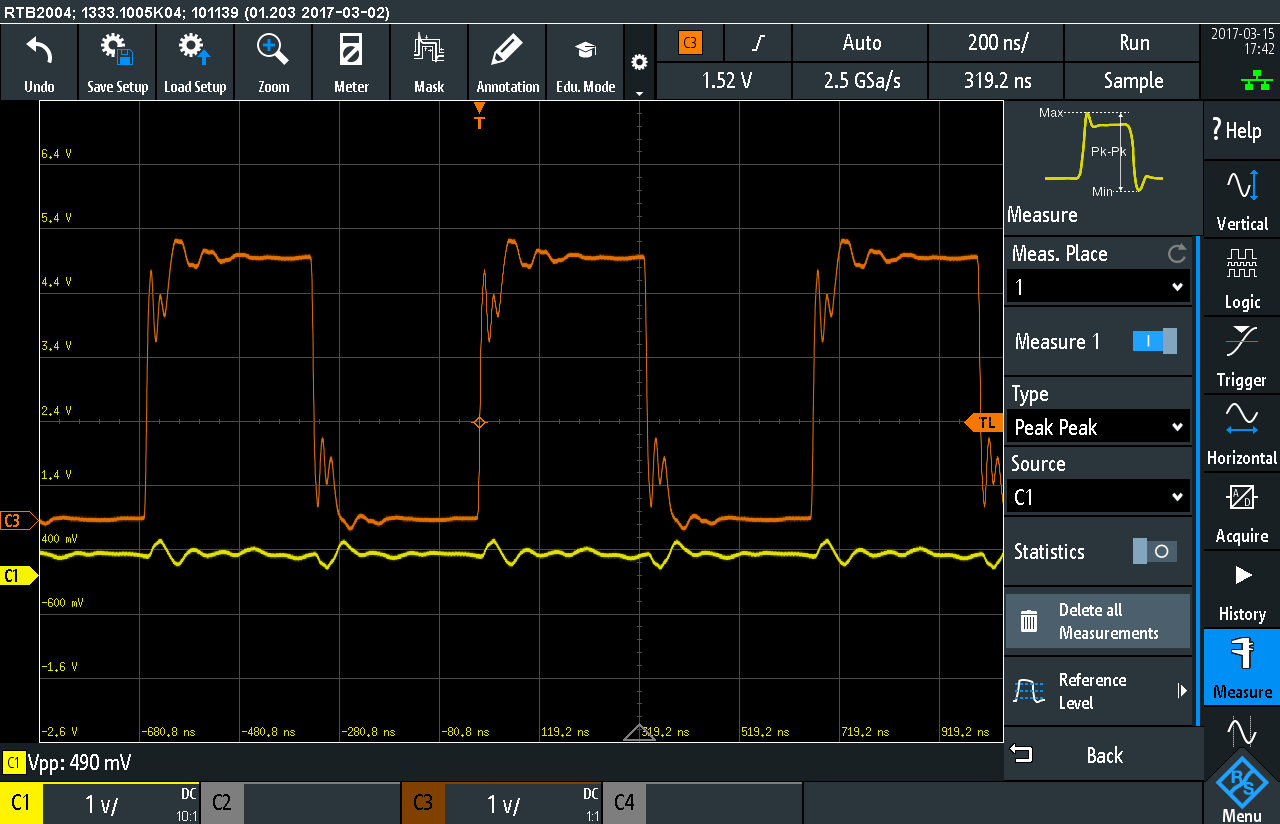 RTB2004; 1333.1005K04; 101139 (01.203 2017-03-02)
Undo
Save Setup
Load Setup
Zoom
Meter
Mask
Annotation
Edu. Mode
C3
Auto
200 ns/
Run
1.52 V
2.5 GSa/s
319.2 ns
Sample
2017-03-15
17:42
T
6.4 V
5.4 V
4.4 V
3.4 V
2.4 V
1.4 V
400 mV
-600 mV
-1.6 V
-2.6 V
C3
C1
TL
-680.8 ns
-480.8 ns
-280.8 ns
-80.8 ns
119.2 ns
319.2 ns
519.2 ns
719.2 ns
919.2 ns
Max
Pk-Pk
Min
Measure
Meas. Place
1
Measure 1
Type
Peak Peak
Source
C1
Statistics
Delete all
Measurements
Reference
Level
Back
? Help
Vertical
Logic
Trigger
Horizontal
A
D
Acquire
History
Measure
R S
Menu
C1 Vpp: 490 mV
C1
1 V/
DC
10:1
C2
C3
1 V/
DC
1:1
C4